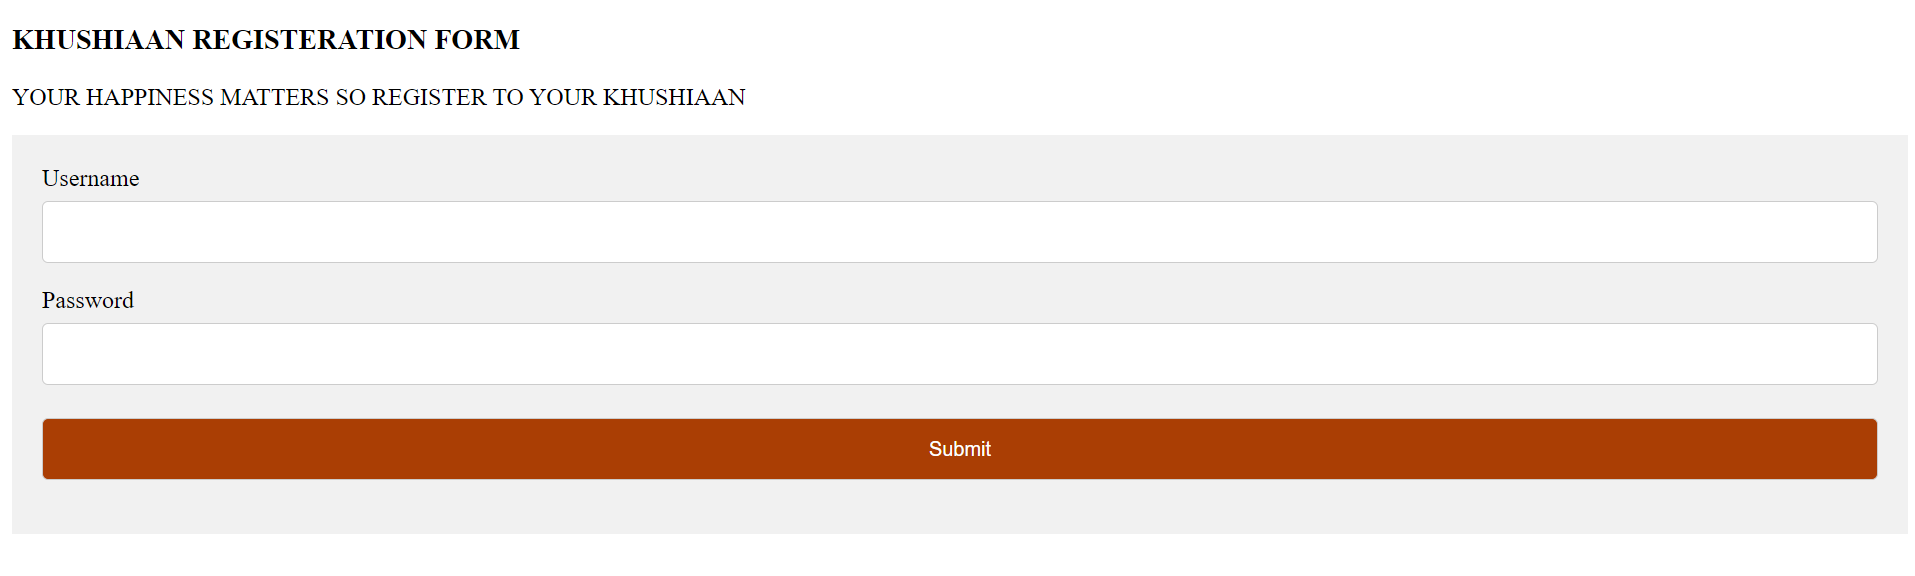 KHUSHIAAN REGISTERATION FORM
YOUR HAPPINESS MATTERS SO REGISTER TO YOUR KHUSHIAAN
Username
Password
Submit